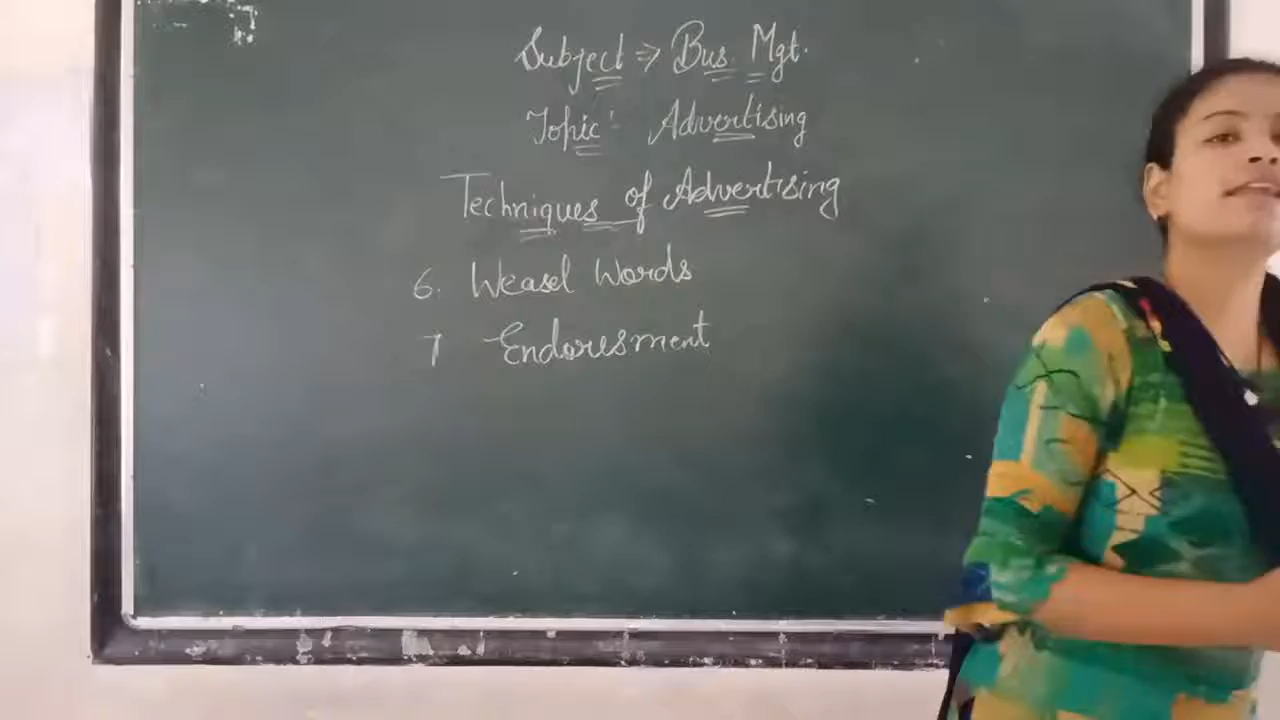 Subject ⇒ Bus. Mgt.
Topic: Advertising
Techniques of Advertising
6. Weasel Words
7 Endoresment